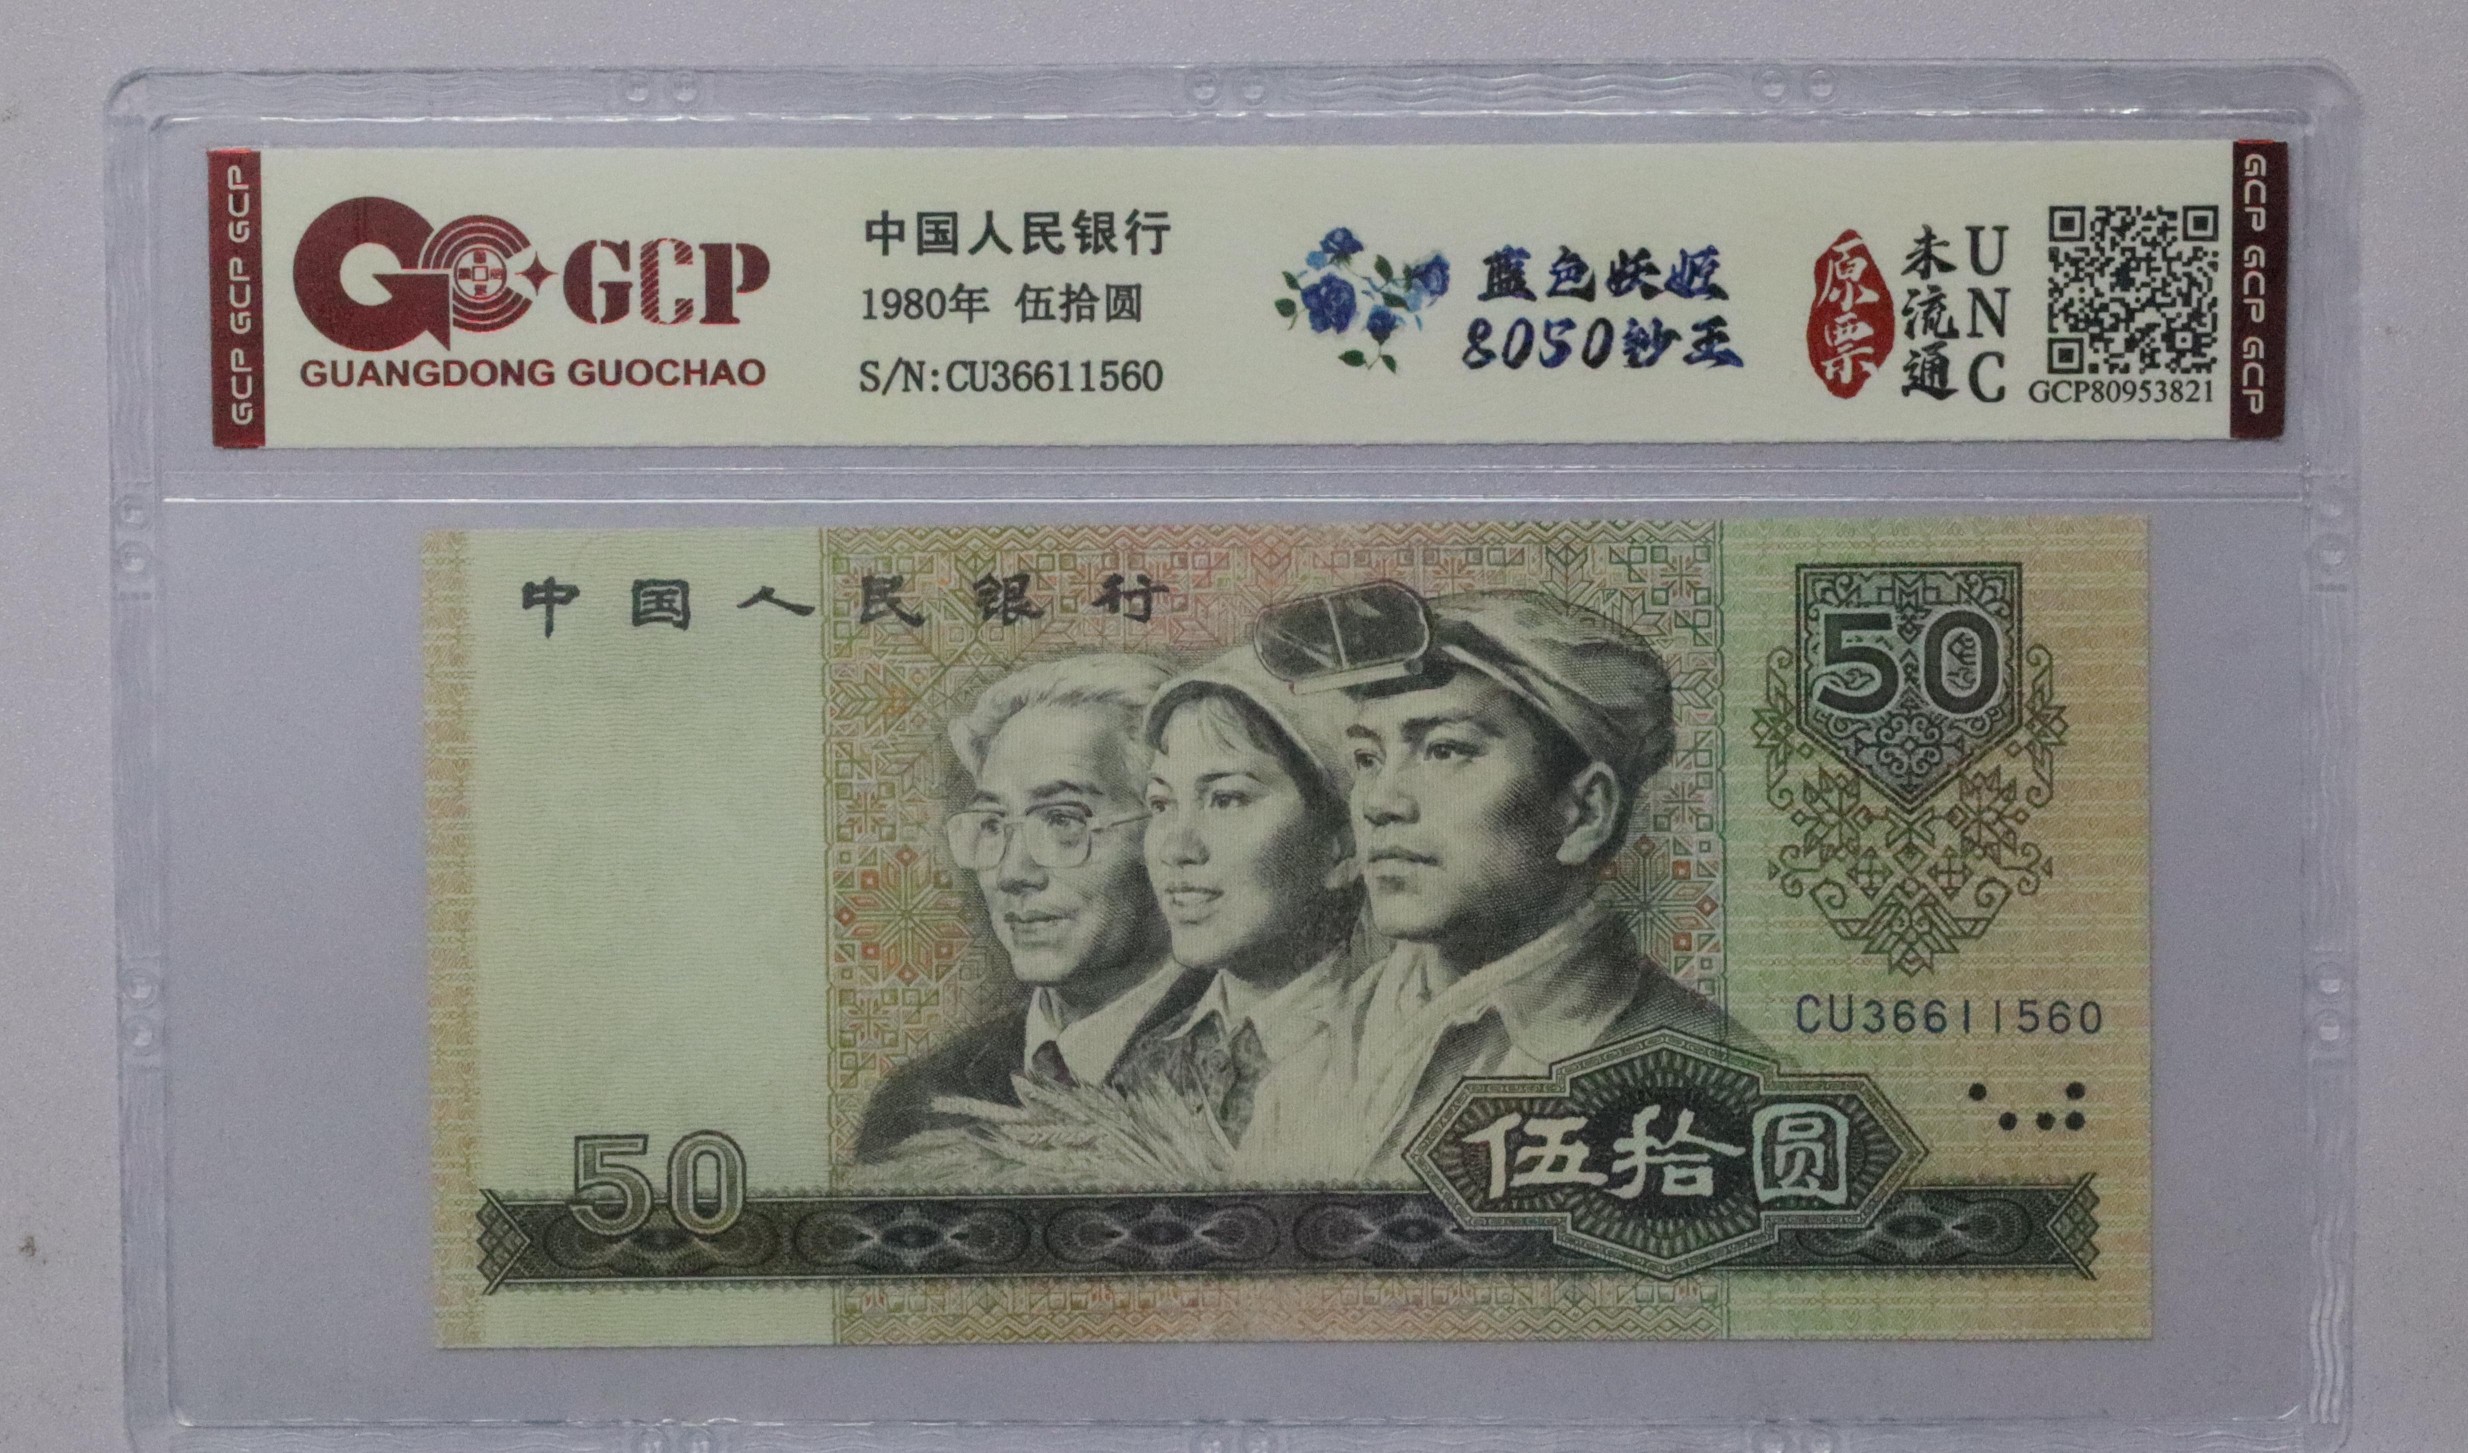 GCP GCP GCP
GCP
GUANGDONG GUOCHAO
中国人民银行
1980年 伍拾圆
S/N:CU36611560
蓝色妖姬
8050钞王
原票
未流通
UNC
GCP80953821
GCP GCP GCP
中国人民银行
50
CU36611560
50
伍拾圆